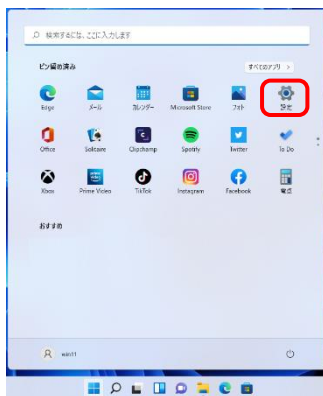 検索するには、ここに入力します
ピン留め済み
すべてのアプリ >
Edge
メール
カレンダー
Microsoft Store
フォト
設定
Office
Solitaire
Clipchamp
Spotify
Twitter
To Do
Xbox
Prime Video
TikTok
Instagram
Facebook
電卓
おすすめ
win11